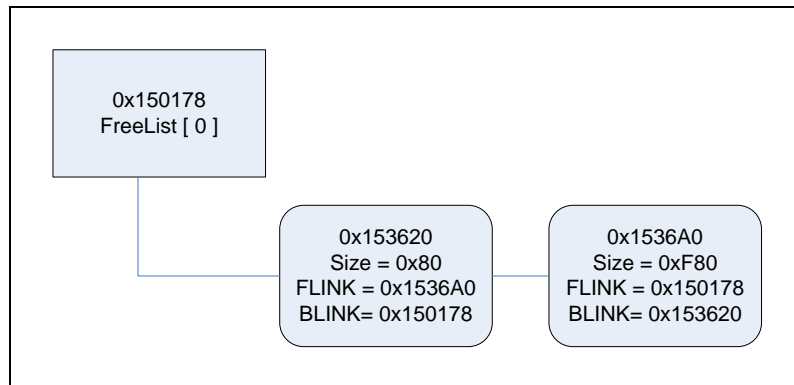 0x150178
FreeList [ 0 ]
0x153620
Size = 0x80
FLINK = 0x1536A0
BLINK= 0x150178
0x1536A0
Size = 0xF80
FLINK = 0x150178
BLINK= 0x153620